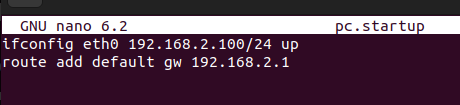 GNU nano 6.2 pc.startup
ifconfig eth0 192.168.2.100/24 up
route add default gw 192.168.2.1